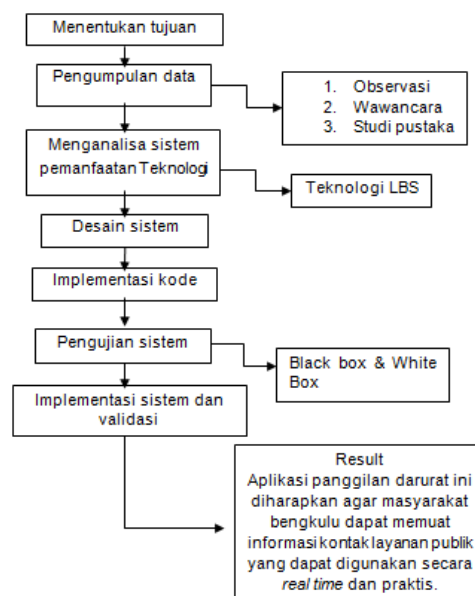 Menentukan tujuan
Pengumpulan data
1. Observasi
2. Wawancara
3. Studi pustaka
Menganalisa sistem
pemanfaatan Teknologi
Teknologi LBS
Desain sistem
Implementasi kode
Pengujian sistem
Black box & White
Box
Implementasi sistem dan
validasi
Result
Aplikasi panggilan darurat ini
diharapkan agar masyarakat
bengkulu dapat memuat
informasi kontak layanan publik
yang dapat digunakan secara
real time dan praktis.